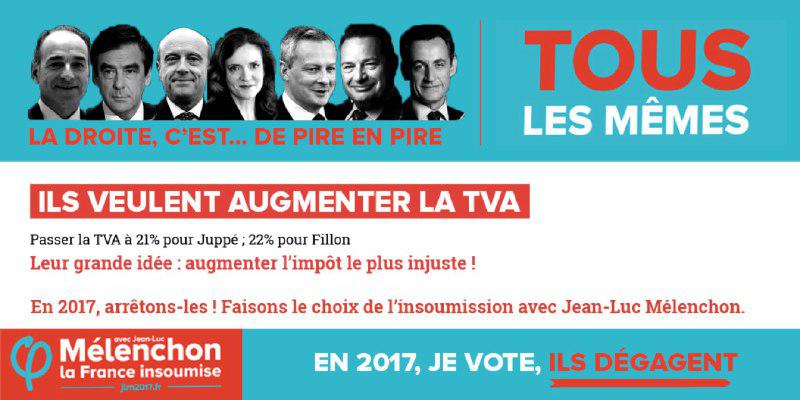 TOUS
LES MÊMES
LA DROITE, C'EST... DE PIRE EN PIRE
ILS VEULENT AUGMENTER LA TVA
Passer la TVA à 21% pour Juppé ; 22% pour Fillon
Leur grande idée : augmenter l'impôt le plus injuste !
En 2017, arrêtons-les ! Faisons le choix de l'insoumission avec Jean-Luc Mélenchon.
avec Jean-Luc
Mélenchon
la France insoumise
jlm2017.fr
EN 2017, JE VOTE, ILS DÉGAGENT